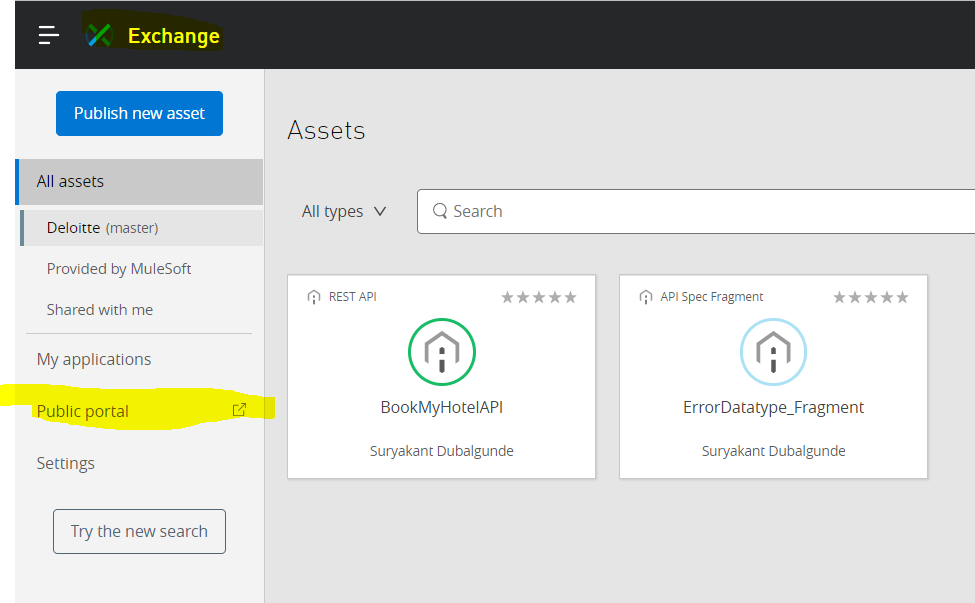 Exchange
Publish new asset
All assets
Deloitte (master)
Provided by MuleSoft
Shared with me
My applications
Public portal
Settings
Try the new search
Assets
All types
Search
REST API
BookMyHotelAPI
Suryakant Dubalgunde
API Spec Fragment
ErrorDatatype_Fragment
Suryakant Dubalgunde